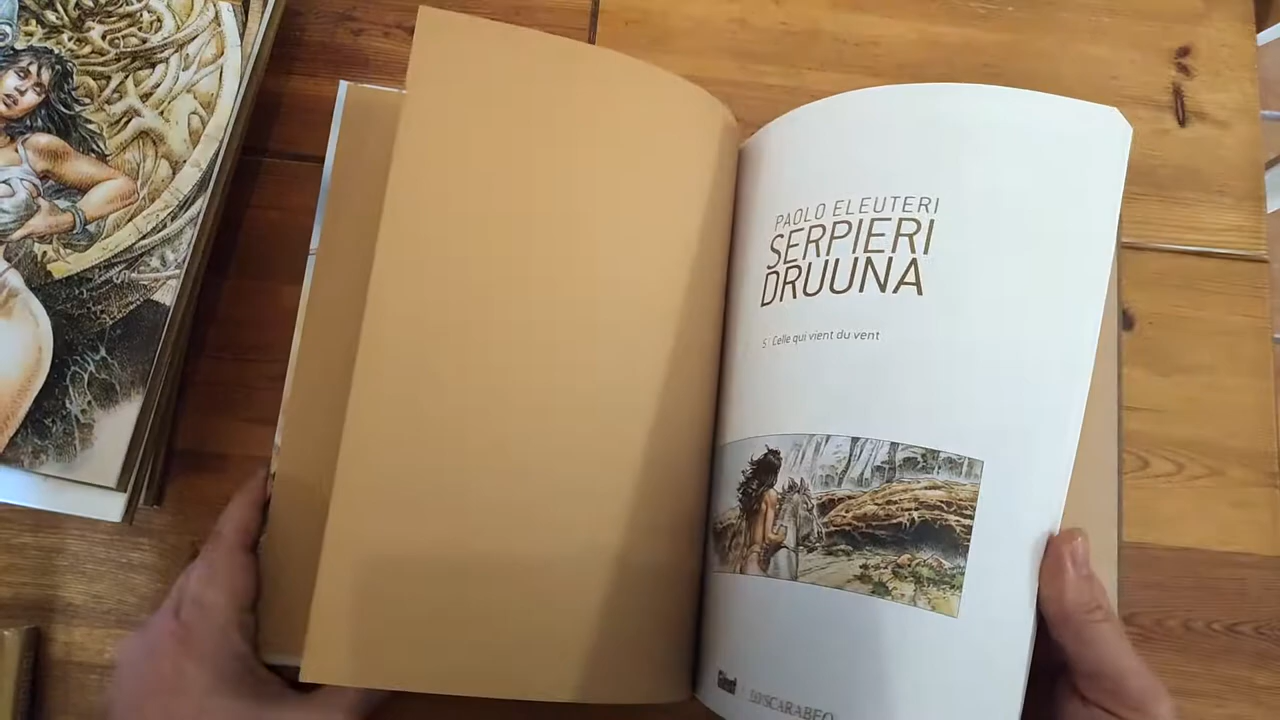 PAOLO ELEUTERI
SERPIERI
DRUUNA
5 : Celle qui vient du vent
Glénat LO SCARABEO